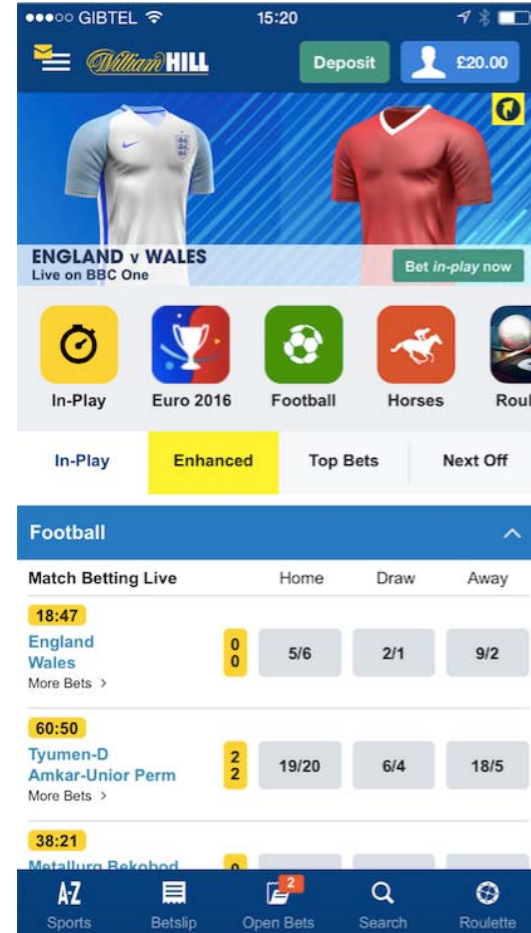 GIBTEL 15:20
William HILL Deposit £20.00
ENGLAND v WALES
Live on BBC One
Bet in-play now
In-Play Euro 2016 Football Horses Roul
In-Play Enhanced Top Bets Next Off
Football
Match Betting Live Home Draw Away
18:47
England 0
Wales 0
5/6 2/1 9/2
More Bets >
60:50
Tyumen-D 2
Amkar-Unior Perm 2
19/20 6/4 18/5
More Bets >
38:21
Metallurg Bekobod 0
A-Z 2
Sports Betslip Open Bets Search Roulette